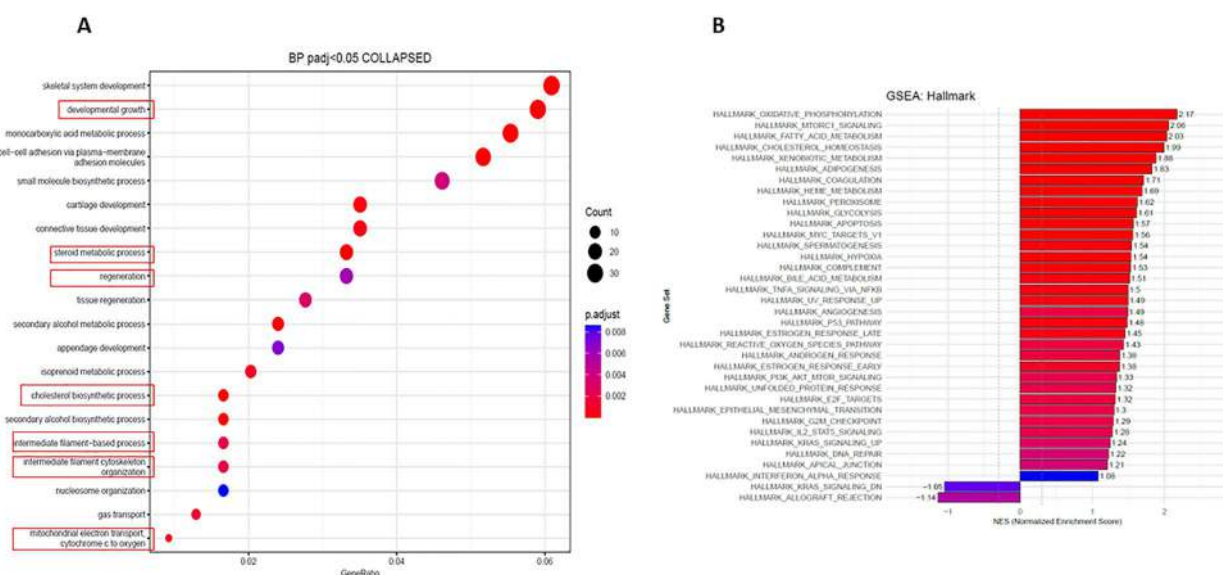 A
BP padj<0.05 COLLAPSED
skeletal system development
developmental growth
monocarboxylic acid metabolic process
cell-cell adhesion via plasma-membrane
adhesion molecules
small molecule biosynthetic process
cartilage development
connective tissue development
steroid metabolic process
regeneration
tissue regeneration
secondary alcohol metabolic process
appendage development
isoprenoid metabolic process
cholesterol biosynthetic process
secondary alcohol biosynthetic process
intermediate filament-based process
intermediate filament cytoskeleton
organization
nucleosome organization
gas transport
mitochondrial electron transport,
cytochrome c to oxygen
0.02 0.04 0.06
GeneRatio
Count
10
20
30
p.adjust
0.008
0.006
0.004
0.002
B
GSEA: Hallmark
Gene Set
HALLMARK_OXIDATIVE_PHOSPHORYLATION 2.17
HALLMARK_MTORC1_SIGNALING 2.06
HALLMARK_FATTY_ACID_METABOLISM 2.03
HALLMARK_CHOLESTEROL_HOMEOSTASIS 1.99
HALLMARK_XENOBIOTIC_METABOLISM 1.88
HALLMARK_ADIPOGENESIS 1.83
HALLMARK_COAGULATION 1.71
HALLMARK_HEME_METABOLISM 1.69
HALLMARK_PEROXISOME 1.62
HALLMARK_GLYCOLYSIS 1.61
HALLMARK_APOPTOSIS 1.57
HALLMARK_MYC_TARGETS_V1 1.56
HALLMARK_SPERMATOGENESIS 1.54
HALLMARK_HYPOXIA 1.54
HALLMARK_COMPLEMENT 1.53
HALLMARK_BILE_ACID_METABOLISM 1.51
HALLMARK_TNFA_SIGNALING_VIA_NFKB 1.5
HALLMARK_UV_RESPONSE_UP 1.49
HALLMARK_ANGIOGENESIS 1.49
HALLMARK_P53_PATHWAY 1.48
HALLMARK_ESTROGEN_RESPONSE_LATE 1.45
HALLMARK_REACTIVE_OXYGEN_SPECIES_PATHWAY 1.43
HALLMARK_ANDROGEN_RESPONSE 1.38
HALLMARK_ESTROGEN_RESPONSE_EARLY 1.38
HALLMARK_PI3K_AKT_MTOR_SIGNALING 1.33
HALLMARK_UNFOLDED_PROTEIN_RESPONSE 1.32
HALLMARK_E2F_TARGETS 1.32
HALLMARK_EPITHELIAL_MESENCHYMAL_TRANSITION 1.3
HALLMARK_G2M_CHECKPOINT 1.29
HALLMARK_IL2_STAT5_SIGNALING 1.28
HALLMARK_KRAS_SIGNALING_UP 1.24
HALLMARK_DNA_REPAIR 1.22
HALLMARK_APICAL_JUNCTION 1.21
HALLMARK_INTERFERON_ALPHA_RESPONSE 1.08
HALLMARK_KRAS_SIGNALING_DN -1.05
HALLMARK_ALLOGRAFT_REJECTION -1.14
-1 0 1 2
NES (Normalized Enrichment Score)